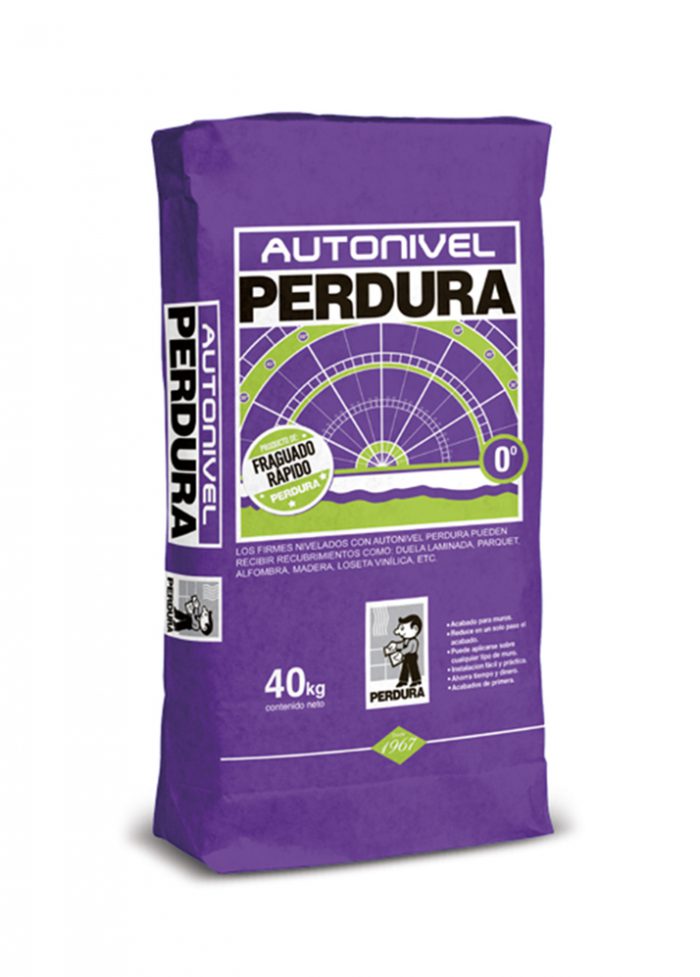 AUTONIVEL
PERDURA
PRODUCTO DE:
FRAGUADO
RÁPIDO
PERDURA
0°
LOS FIRMES NIVELADOS CON AUTONIVEL PERDURA PUEDEN
RECIBIR RECUBRIMIENTOS COMO: DUELA LAMINADA, PARQUET,
ALFOMBRA, MADERA, LOSETA VINÍLICA, ETC.
40kg
contenido neto
PERDURA
• Acabado para muros.
• Reduce en un solo paso el
acabado.
• Puede aplicarse sobre
cualquier tipo de muro.
• Instalacion fácil y práctica.
• Ahorra tiempo y dinero.
• Acabados de primera.
Desde
1967
AUTONIVEL
PERDURA
PERDURA